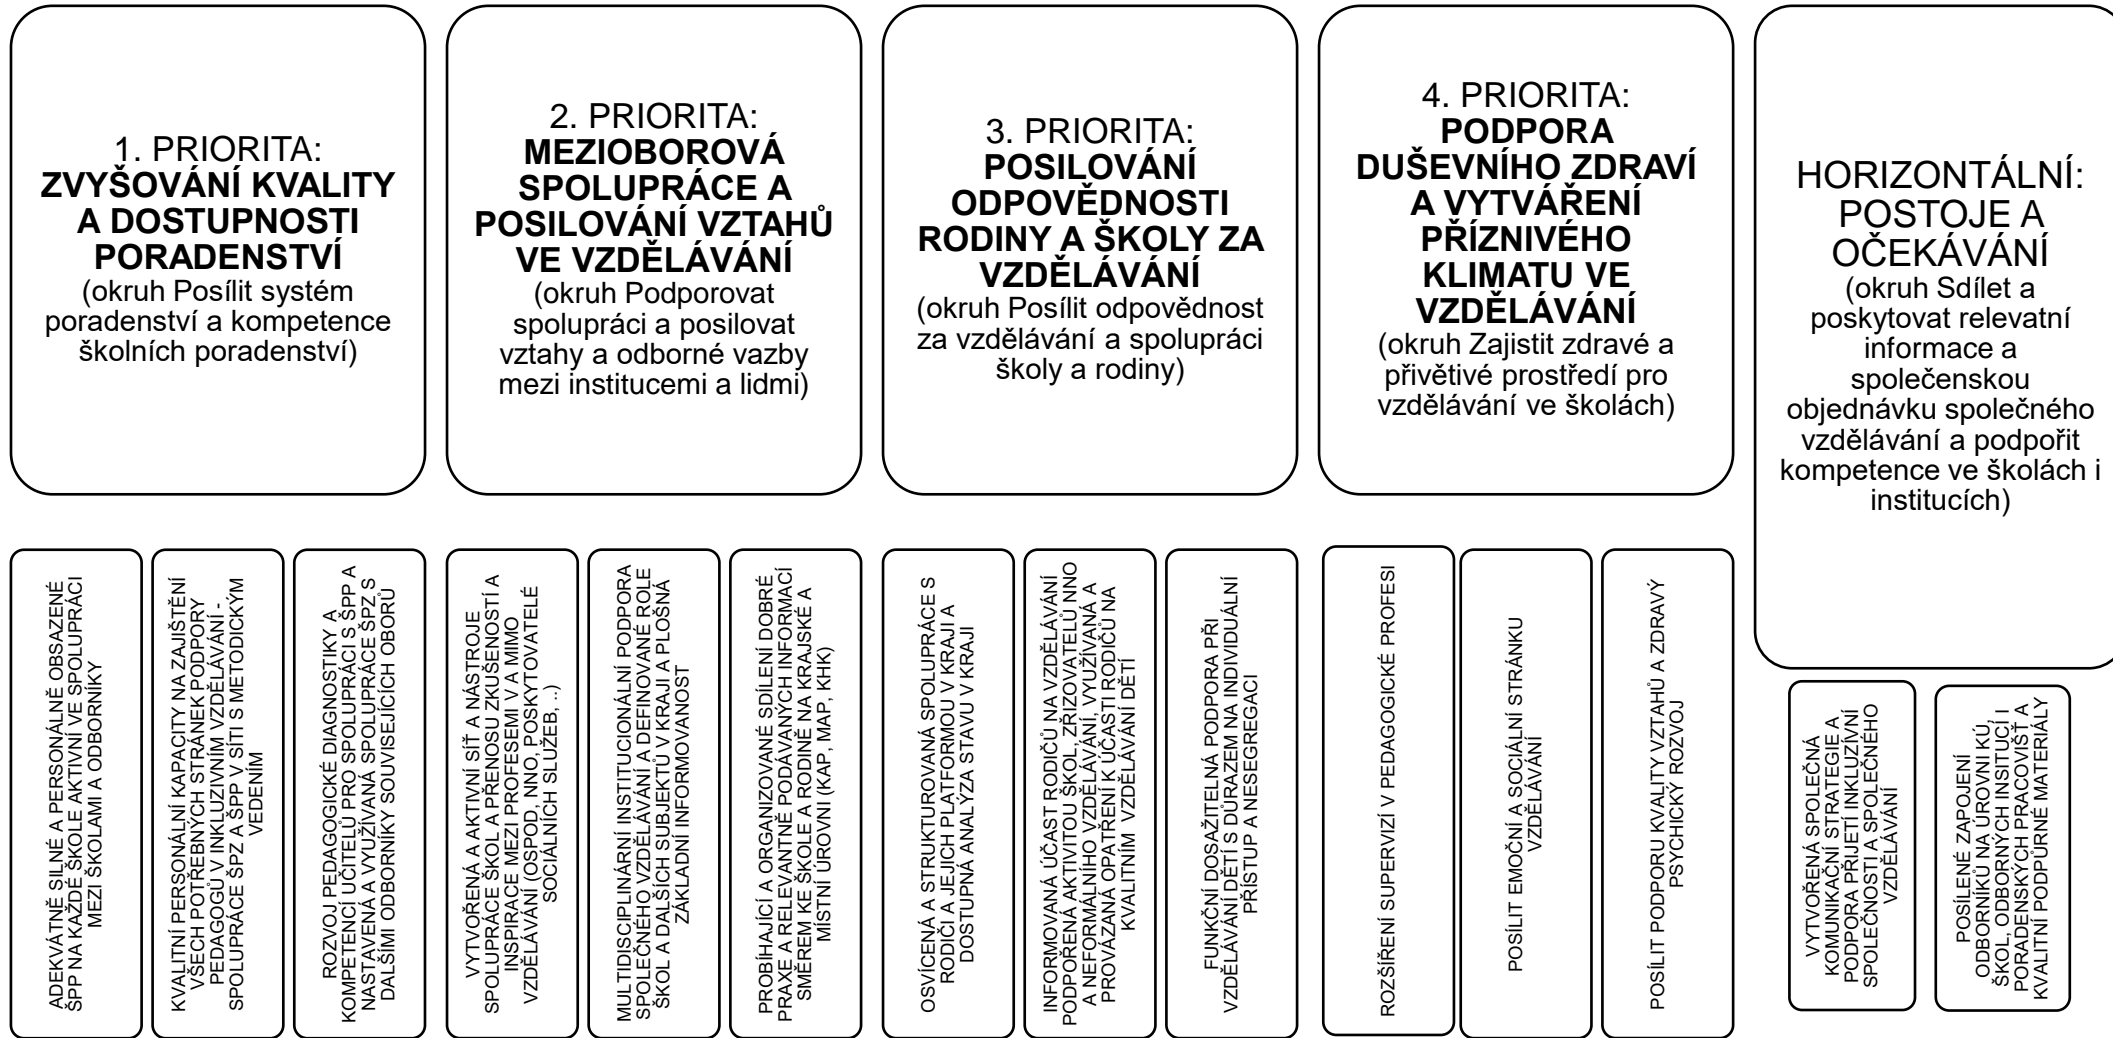 1. PRIORITA:
ZVYŠOVÁNÍ KVALITY
A DOSTUPNOSTI
PORADENSTVÍ
(okruh Posílit systém
poradenství a kompetence
školních poradenství)
2. PRIORITA:
MEZIOBOROVÁ
SPOLUPRÁCE A
POSILOVÁNÍ VZTAHŮ
VE VZDĚLÁVÁNÍ
(okruh Podporovat
spolupráci a posilovat
vztahy a odborné vazby
mezi institucemi a lidmi)
3. PRIORITA:
POSILOVÁNÍ
ODPOVĚDNOSTI
RODINY A ŠKOLY ZA
VZDĚLÁVÁNÍ
(okruh Posílit odpovědnost
za vzdělávání a spolupráci
školy a rodiny)
4. PRIORITA:
PODPORA
DUŠEVNÍHO ZDRAVÍ
A VYTVÁŘENÍ
PŘÍZNIVÉHO
KLIMATU VE
VZDĚLÁVÁNÍ
(okruh Zajistit zdravé a
přivětivé prostředí pro
vzdělávání ve školách)
HORIZONTÁLNÍ:
POSTOJE A
OČEKÁVÁNÍ
(okruh Sdílet a
poskytovat relevatní
informace a
společenskou
objednávku společného
vzdělávání a podpořit
kompetence ve školách i
institucích)
ADEKVÁTNĚ SILNÉ A PERSONÁLNĚ OBSAZENÉ
ŠPP NA KAŽDÉ ŠKOLE AKTIVNÍ VE SPOLUPRÁCI
MEZI ŠKOLAMI A ODBORNÍKY
KVALITNÍ PERSONÁLNÍ KAPACITY NA ZAJIŠTĚNÍ
VŠECH POTŘEBNÝCH STRÁNEK PODPORY
PEDAGOGŮ V INKLUZIVNÍM VZDĚLÁVÁNÍ -
SPOLUPRÁCE ŠPZ A ŠPP V SÍTI S METODICKÝM
VEDENÍM
ROZVOJ PEDAGOGICKÉ DIAGNOSTIKY A
KOMPETENCÍ UČITELŮ PRO SPOLUPRÁCI S ŠPP A
NASTAVENÁ A VYUŽÍVANÁ SPOLUPRÁCE ŠPZ S
DALŠÍMI ODBORNÍKY SOUVISEJÍCÍCH OBORŮ
VYTVOŘENÁ A AKTIVNÍ SÍŤ A NÁSTROJE
SPOLUPRÁCE ŠKOL A PŘENOSU ZKUŠENOSTÍ A
INSPIRACE MEZI PROFESEMI V A MIMO
VZDĚLÁVÁNÍ (OSPOD, NNO, POSKYTOVATELÉ
SOCIÁLNÍCH SLUŽEB, ..)
MULTIDISCIPLINÁRNÍ INSTITUCIONÁLNÍ PODPORA
SPOLEČNÉHO VZDĚLÁVÁNÍ A DEFINOVANÉ ROLE
ŠKOL A DALŠÍCH SUBJEKTŮ V KRAJI A PLOŠNÁ
ZÁKLADNÍ INFORMOVANOST
PROBÍHAJÍCÍ A ORGANIZOVANÉ SDÍLENÍ DOBRÉ
PRAXE A RELEVANTNĚ PODÁVANÝCH INFORMACÍ
SMĚREM KE ŠKOLE A RODINĚ NA KRAJSKÉ A
MÍSTNÍ ÚROVNI (KAP, MAP, KHK)
OSVÍCENÁ A STRUKTUROVANÁ SPOLUPRÁCE S
RODIČI A JEJICH PLATFORMOU V KRAJI A
DOSTUPNÁ ANALÝZA STAVU V KRAJI
INFORMOVANÁ ÚČAST RODIČŮ NA VZDĚLÁVÁNÍ
PODPOŘENÁ AKTIVITOU ŠKOL, ZŘIZOVATELŮ NNO
A NEFORMÁLNÍHO VZDĚLÁVÁNÍ, VYUŽÍVANÁ A
PROVÁZANÁ OPATŘENÍ K ÚČASTI RODIČŮ NA
KVALITNÍM VZDĚLÁVÁNÍ DĚTÍ
FUNKČNÍ DOSAŽITELNÁ PODPORA PŘI
VZDĚLÁVÁNÍ DĚTÍ S DŮRAZEM NA INDIVIDUÁLNÍ
PŘÍSTUP A NESEGREGACI
ROZŠÍŘENÍ SUPERVIZÍ V PEDAGOGICKÉ PROFESI
POSÍLIT EMOČNÍ A SOCIÁLNÍ STRÁNKU
VZDĚLÁVÁNÍ
POSÍLIT PODPORU KVALITY VZTAHŮ A ZDRAVÝ
PSYCHICKÝ ROZVOJ
VYTVOŘENÁ SPOLEČNÁ
KOMUNIKAČNÍ STRATEGIE A
PODPORA PŘIJETÍ INKLUZÍVNÍ
SPOLEČNOSTI A SPOLEČNÉHO
VZDĚLÁVÁNÍ
POSÍLENÉ ZAPOJENÍ
ODBORNÍKŮ NA ÚROVNI KÚ,
ŠKOL, ODBORNÝCH INSITUCÍ I
PORADENSKÝCH PRACOVIŠŤ A
KVALITNÍ PODPŮRNÉ MATERIÁLY